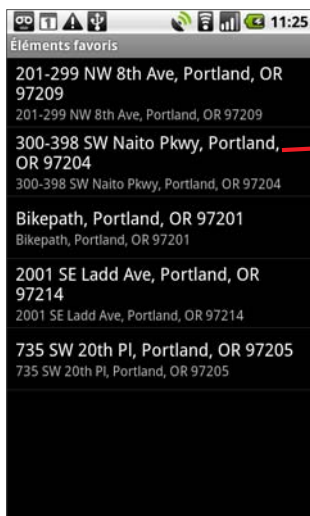 11:25
Éléments favoris
201-299 NW 8th Ave, Portland, OR
97209
201-299 NW 8th Ave, Portland, OR 97209
300-398 SW Naito Pkwy, Portland,
OR 97204
300-398 SW Naito Pkwy, Portland, OR 97204
Bikepath, Portland, OR 97201
Bikepath, Portland, OR 97201
2001 SE Ladd Ave, Portland, OR
97214
2001 SE Ladd Ave, Portland, OR 97214
735 SW 20th Pl, Portland, OR 97205
735 SW 20th Pl, Portland, OR 97205